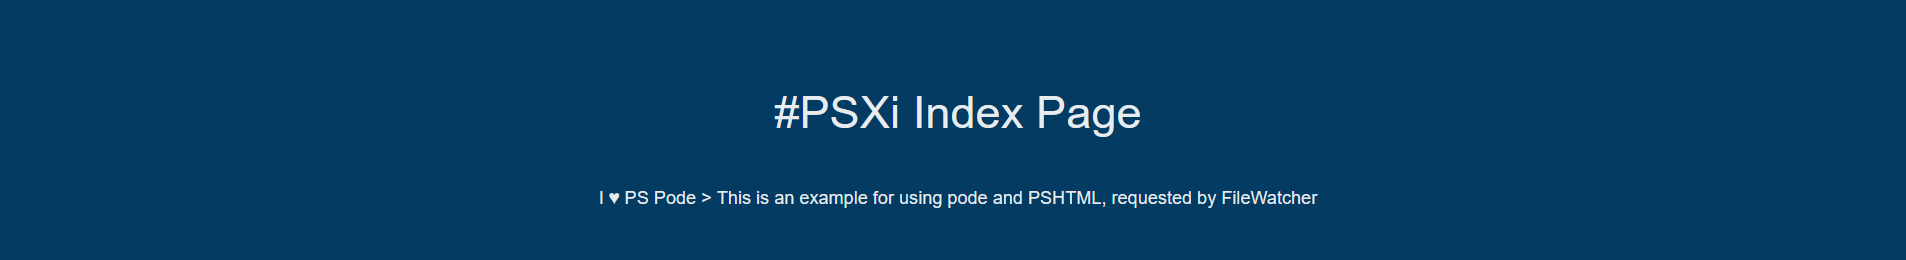 #PSXi Index Page
I ♥ PS Pode > This is an example for using pode and PSHTML, requested by FileWatcher